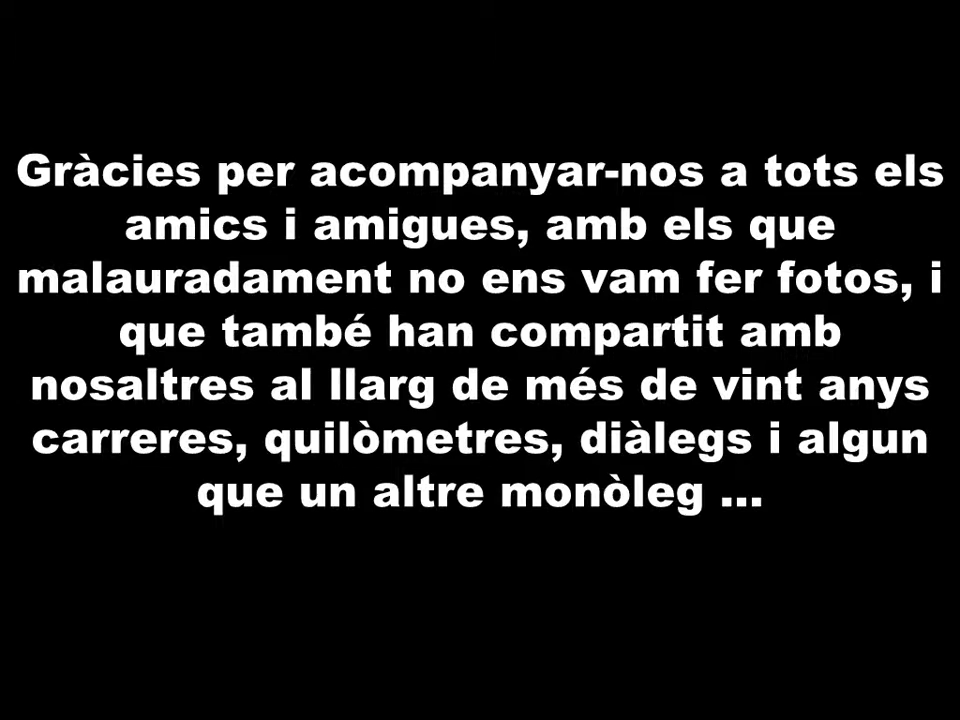 Gràcies per acompanyar-nos a tots els
amics i amigues, amb els que
malauradament no ens vam fer fotos, i
que també han compartit amb
nosaltres al llarg de més de vint anys
carreres, quilòmetres, diàlegs i algun
que un altre monòleg ...